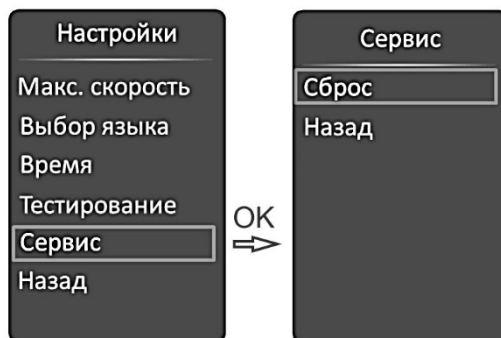 Настройки
Макс. скорость
Выбор языка
Время
Тестирование
Сервис
Назад
OK
Сервис
Сброс
Назад